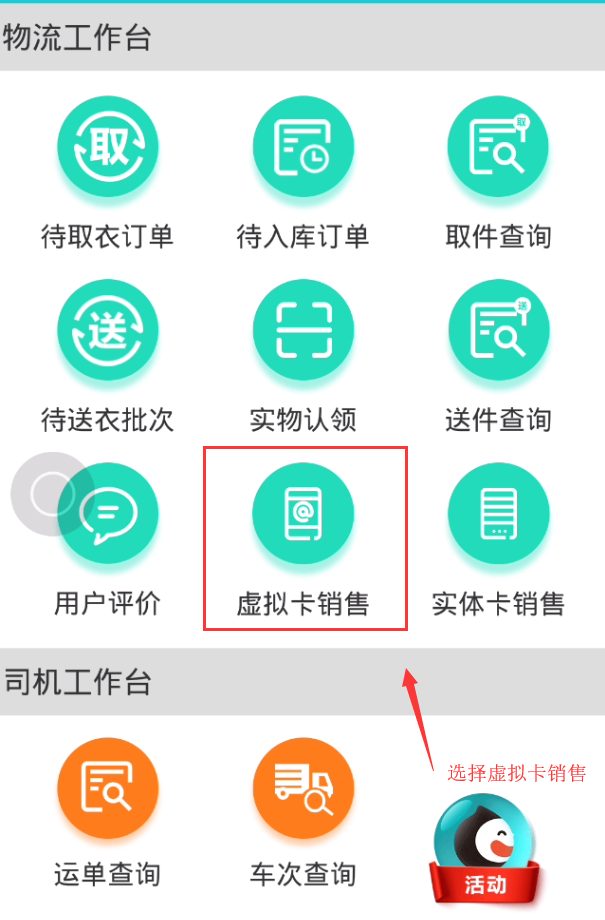 物流工作台
取
取
待取衣订单
待入库订单
取件查询
送
送
待送衣批次
实物认领
送件查询
@
用户评价
虚拟卡销售
实体卡销售
司机工作台
选择虚拟卡销售
运单查询
车次查询
活动